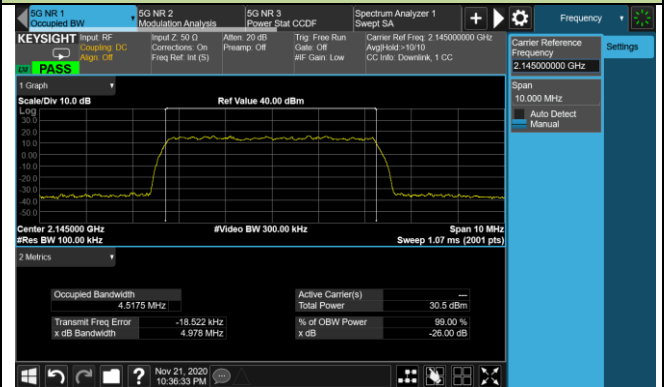 5G NR 1
Occupied BW
5G NR 2
Modulation Analysis
5G NR 3
Power Stat CCDF
Spectrum Analyzer 1
Swept SA
Frequency
KEYSIGHT
Input: RF
Coupling: DC
Align: Off
Input Z: 50 Ω
Corrections: On
Freq Ref: Int (S)
Atten: 20 dB
Preamp: Off
Trig: Free Run
Gate: Off
#IF Gain: Low
Carrier Ref Freq: 2.145000000 GHz
Avg|Hold:>10/10
CC Info: Downlink, 1 CC
PASS
Carrier Reference
Frequency
2.145000000 GHz
Settings
Span
10.000 MHz
Auto Detect
Manual
1 Graph
Scale/Div 10.0 dB
Ref Value 40.00 dBm
Log
30.0
20.0
10.0
0.00
-10.0
-20.0
-30.0
-40.0
-50.0
Center 2.145000 GHz
#Video BW 300.00 kHz
Span 10 MHz
#Res BW 100.00 kHz
Sweep 1.07 ms (2001 pts)
2 Metrics
Occupied Bandwidth
4.5175 MHz
Active Carrier(s)
---
Total Power
30.5 dBm
Transmit Freq Error
-18.522 kHz
% of OBW Power
99.00 %
x dB Bandwidth
4.978 MHz
x dB
-26.00 dB
?
Nov 21, 2020
10:36:33 PM